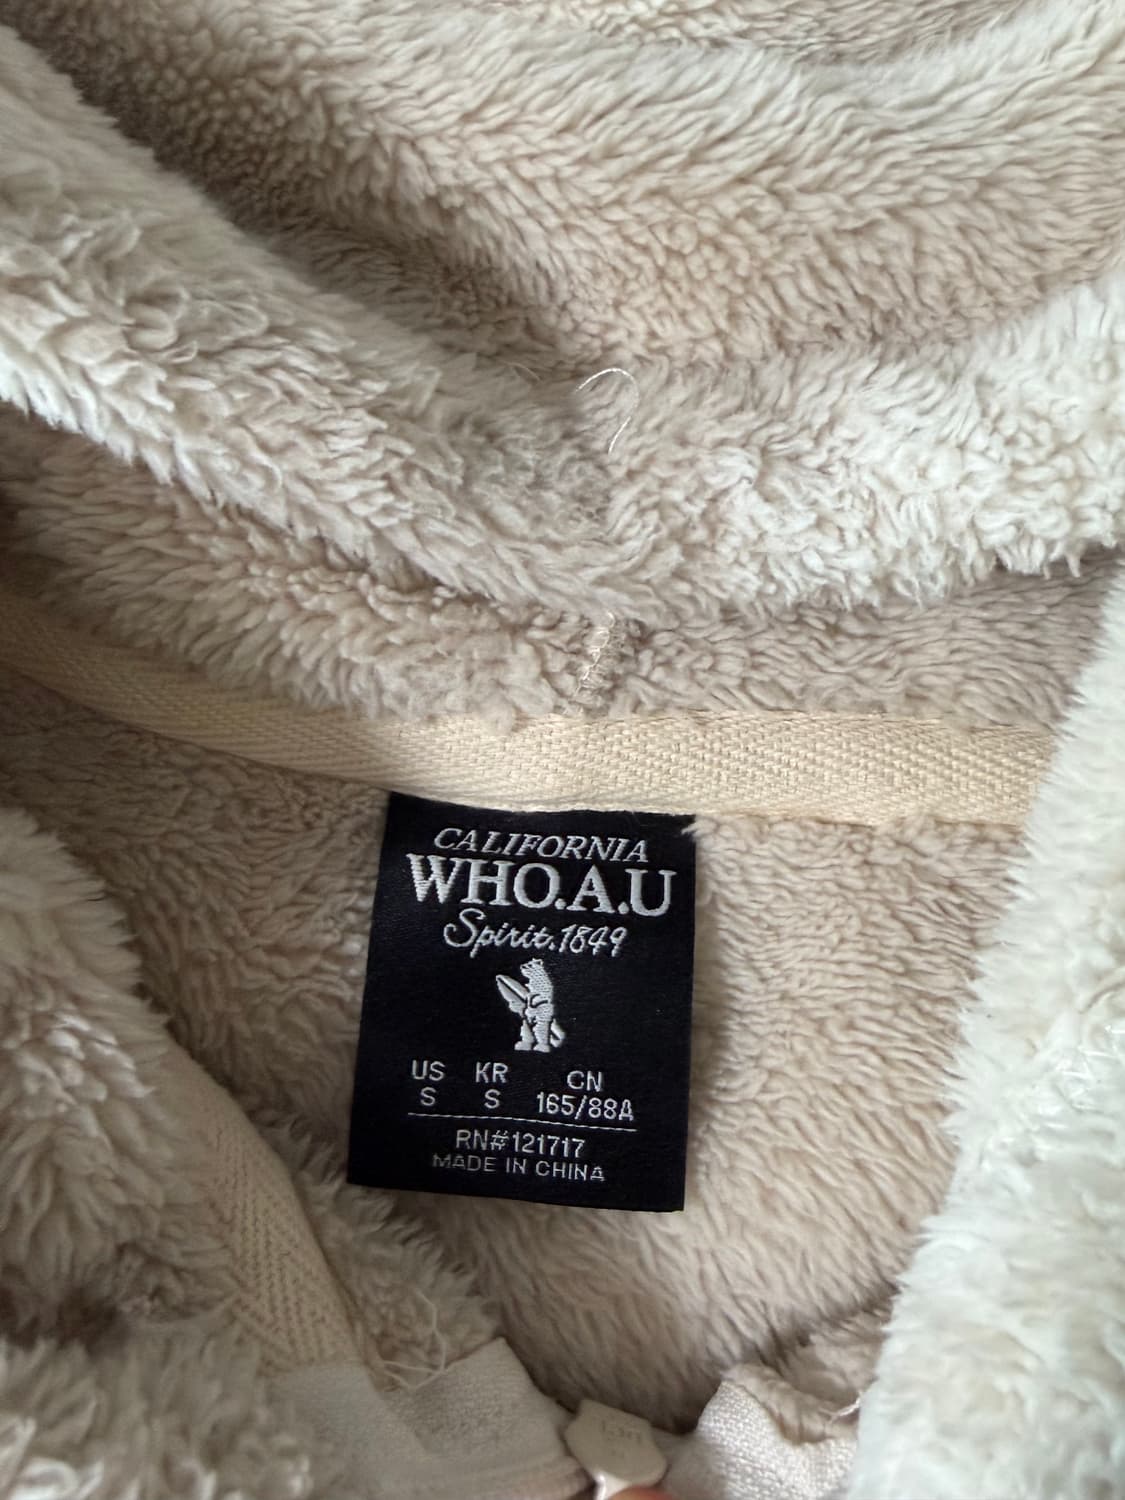 CALIFORNIA
WHO.A.U
Spirit.1849
US KR CN
S S 165/88A
RN#121717
MADE IN CHINA